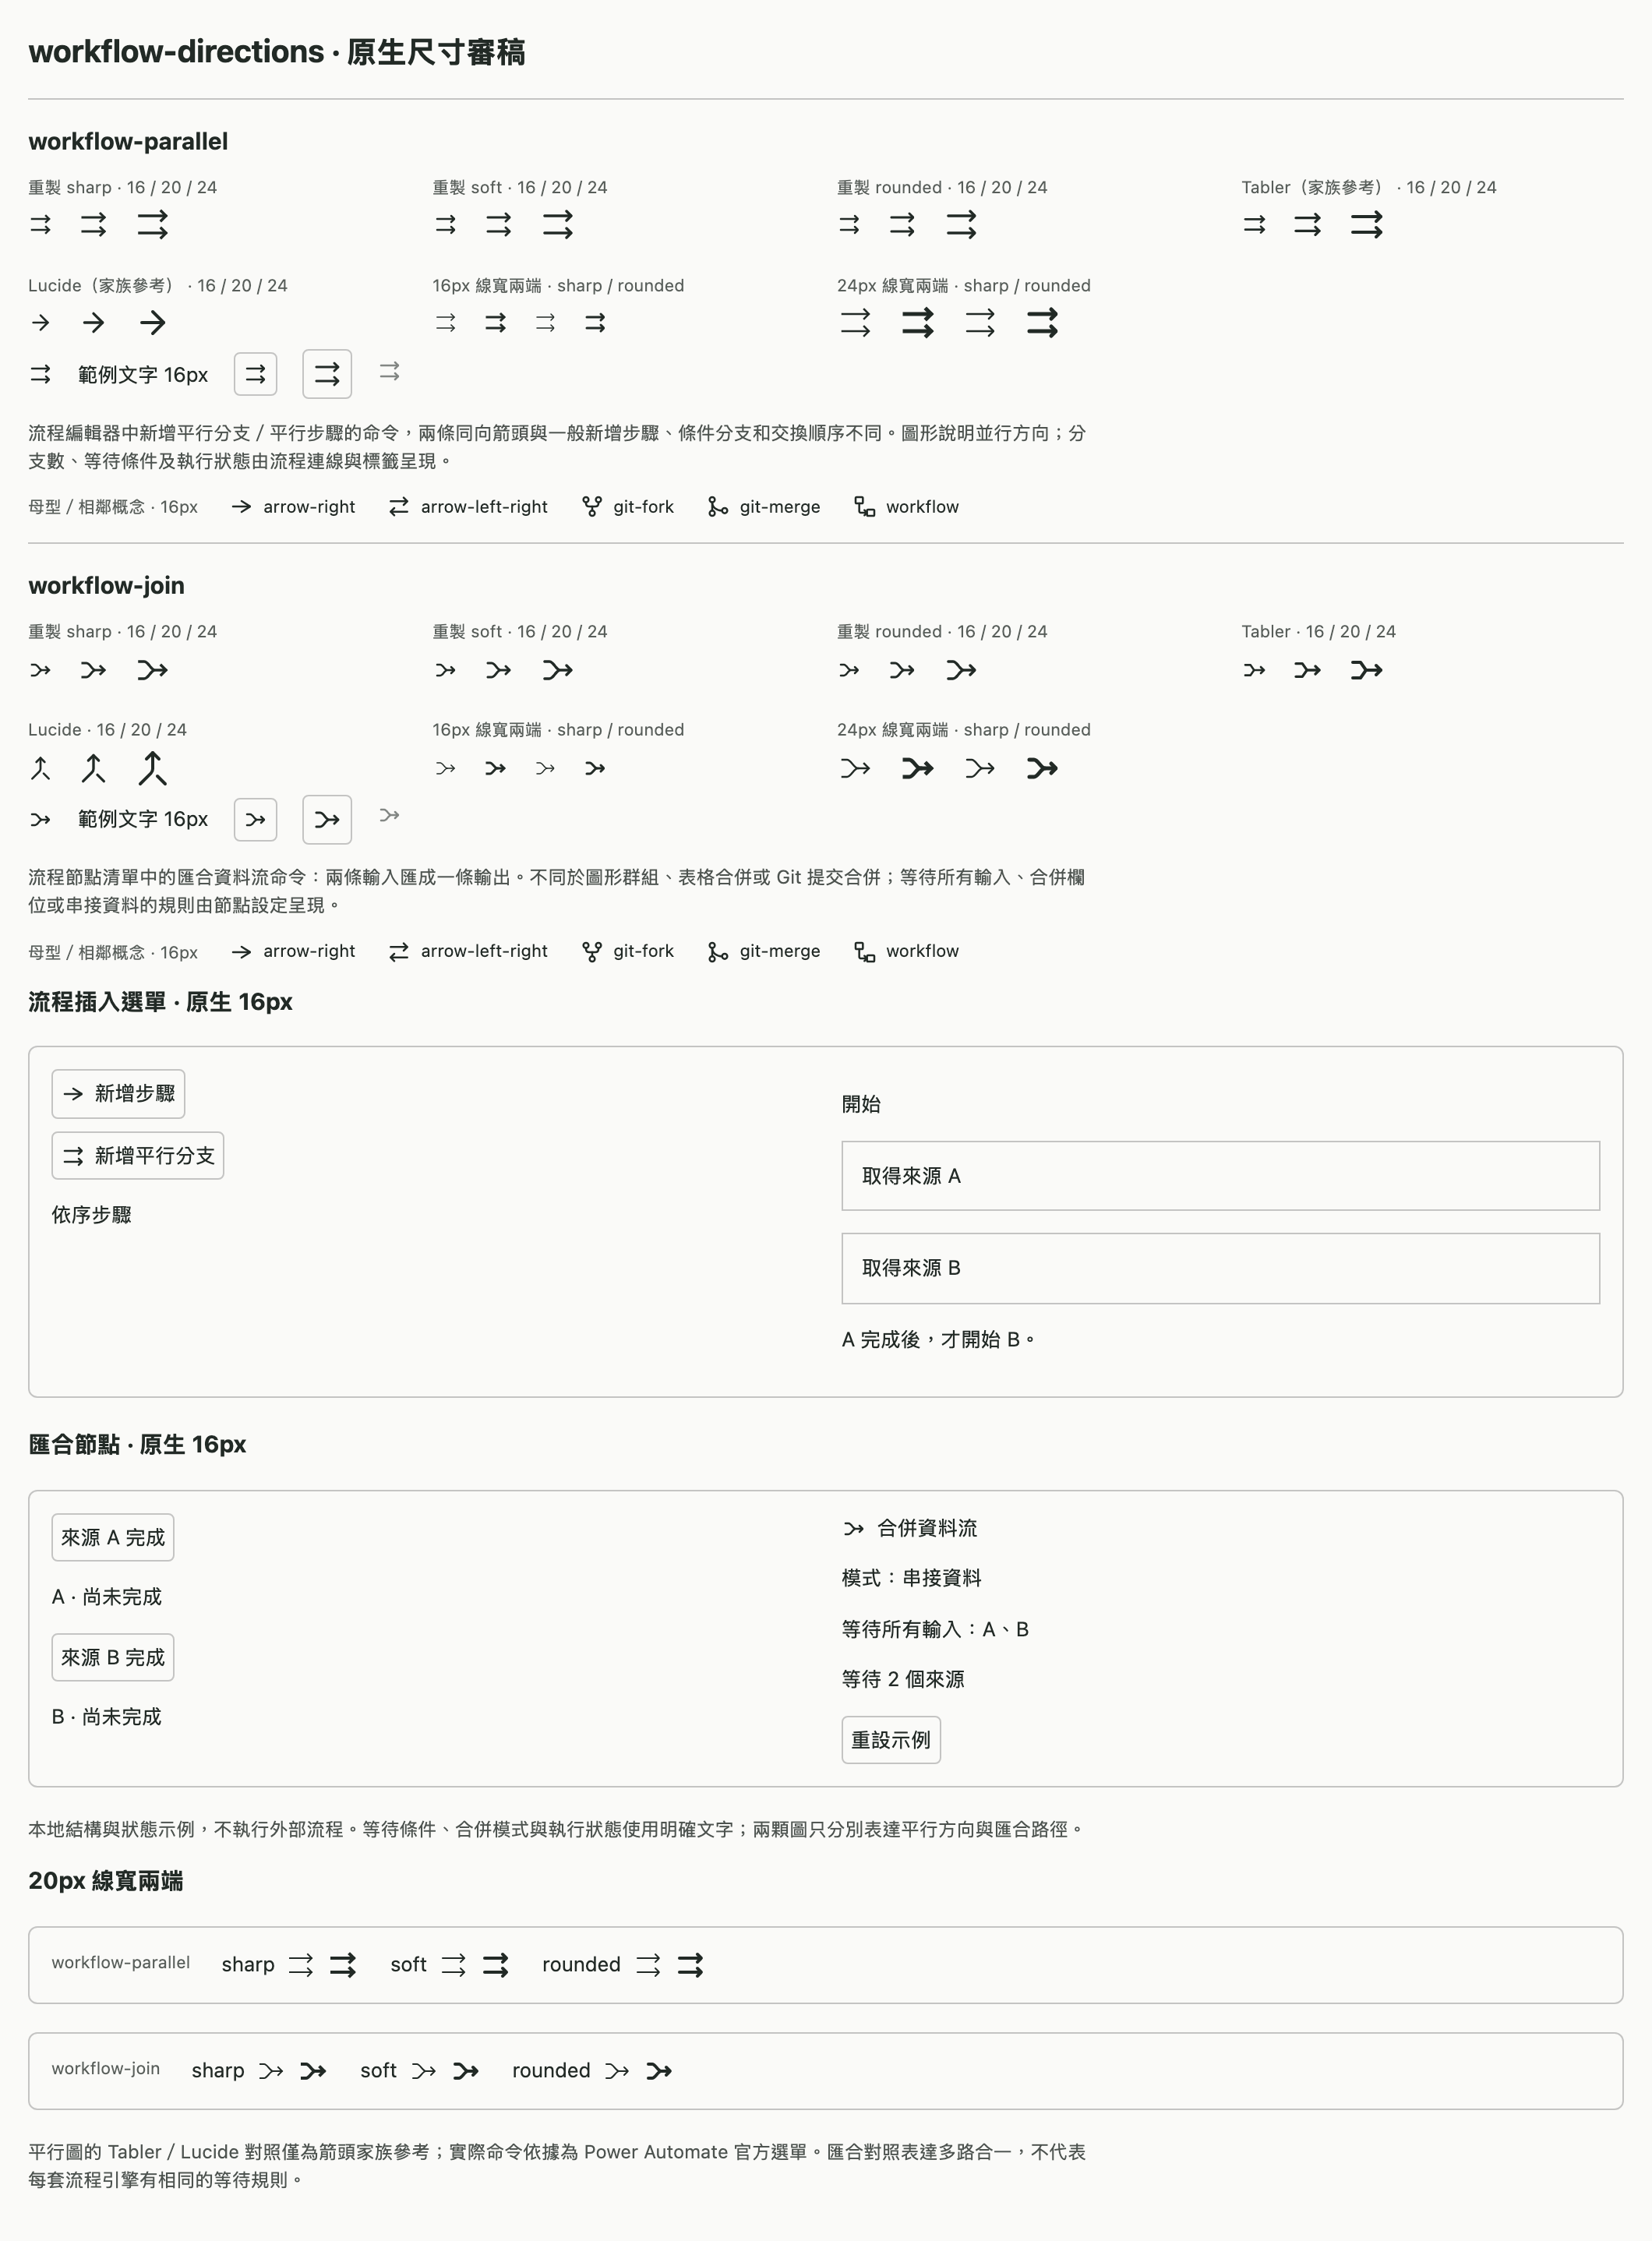 workflow-directions · 原生尺寸審稿
workflow-parallel
重製 sharp · 16 / 20 / 24
重製 soft · 16 / 20 / 24
重製 rounded · 16 / 20 / 24
Tabler（家族參考） · 16 / 20 / 24
Lucide（家族參考） · 16 / 20 / 24
16px 線寬兩端 · sharp / rounded
24px 線寬兩端 · sharp / rounded
範例文字 16px
流程編輯器中新增平行分支 / 平行步驟的命令，兩條同向箭頭與一般新增步驟、條件分支和交換順序不同。圖形說明並行方向；分
支數、等待條件及執行狀態由流程連線與標籤呈現。
母型 / 相鄰概念 · 16px arrow-right arrow-left-right git-fork git-merge workflow
workflow-join
重製 sharp · 16 / 20 / 24
重製 soft · 16 / 20 / 24
重製 rounded · 16 / 20 / 24
Tabler · 16 / 20 / 24
Lucide · 16 / 20 / 24
16px 線寬兩端 · sharp / rounded
24px 線寬兩端 · sharp / rounded
範例文字 16px
流程節點清單中的匯合資料流命令：兩條輸入匯成一條輸出。不同於圖形群組、表格合併或 Git 提交合併；等待所有輸入、合併欄
位或串接資料的規則由節點設定呈現。
母型 / 相鄰概念 · 16px arrow-right arrow-left-right git-fork git-merge workflow
流程插入選單 · 原生 16px
新增步驟
新增平行分支
依序步驟
開始
取得來源 A
取得來源 B
A 完成後，才開始 B。
匯合節點 · 原生 16px
來源 A 完成
A · 尚未完成
來源 B 完成
B · 尚未完成
合併資料流
模式：串接資料
等待所有輸入：A、B
等待 2 個來源
重設示例
本地結構與狀態示例，不執行外部流程。等待條件、合併模式與執行狀態使用明確文字；兩顆圖只分別表達平行方向與匯合路徑。
20px 線寬兩端
workflow-parallel sharp soft rounded
workflow-join sharp soft rounded
平行圖的 Tabler / Lucide 對照僅為箭頭家族參考；實際命令依據為 Power Automate 官方選單。匯合對照表達多路合一，不代表
每套流程引擎有相同的等待規則。